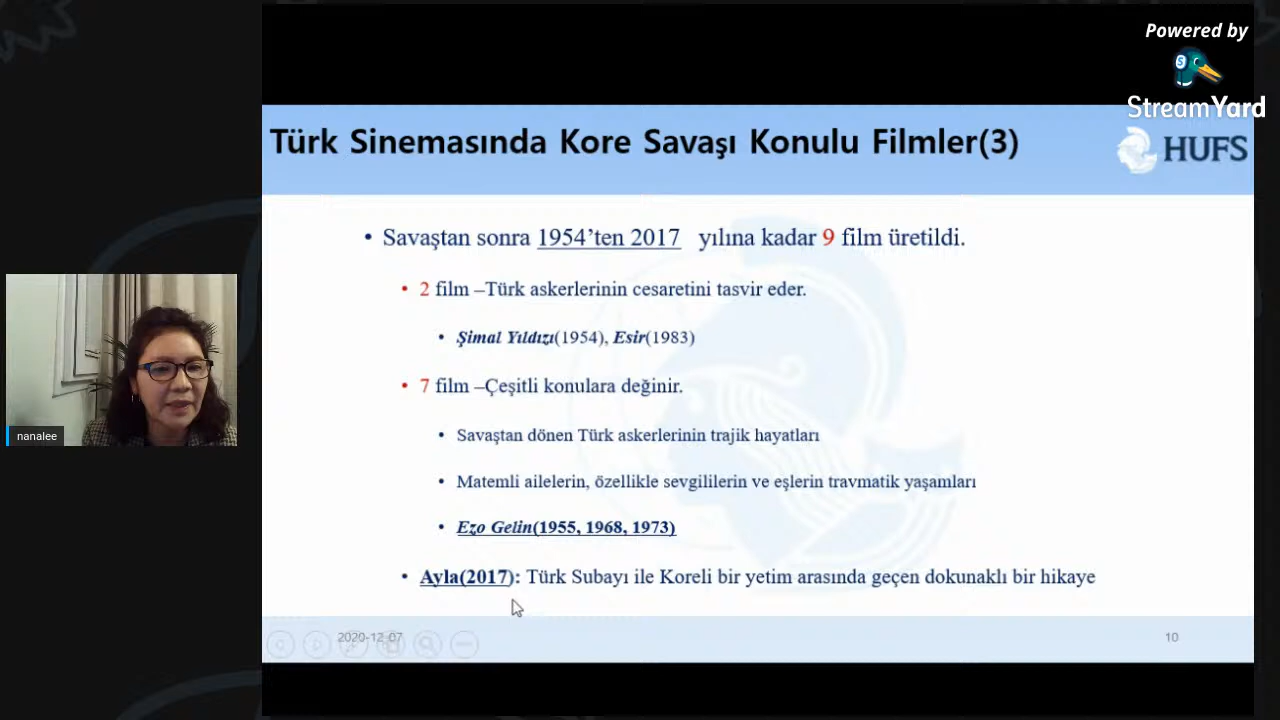 Powered by
StreamYard
Türk Sinemasında Kore Savaşı Konulu Filmler(3)
HUFS
• Savaştan sonra 1954'ten 2017 yılına kadar 9 film üretildi.
• 2 film –Türk askerlerinin cesaretini tasvir eder.
• Şimal Yıldızı(1954), Esir(1983)
• 7 film –Çeşitli konulara değinir.
• Savaştan dönen Türk askerlerinin trajik hayatları
• Matemli ailelerin, özellikle sevgililerin ve eşlerin travmatik yaşamları
• Ezo Gelin(1955, 1968, 1973)
• Ayla(2017): Türk Subayı ile Koreli bir yetim arasında geçen dokunaklı bir hikaye
nanalee
2020-12-07
10